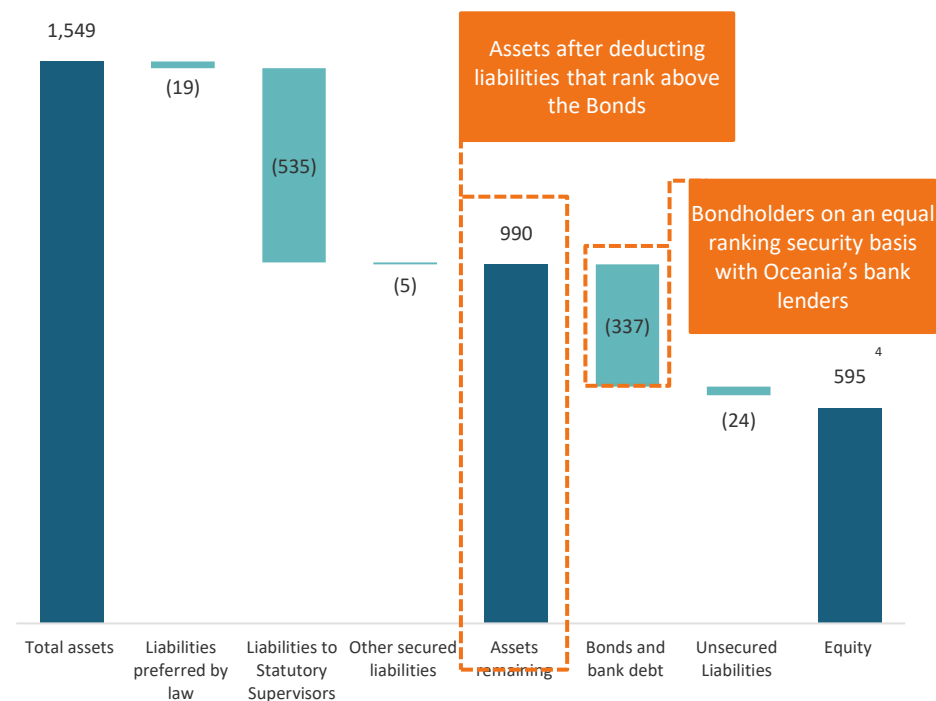 1,549
(19)
(535)
(5)
Assets after deducting
liabilities that rank above
the Bonds
990
Bondholders on an equal
ranking security basis
with Oceania’s bank
lenders
(337)
(24)
4
595
Total assets
Liabilities
preferred by
law
Liabilities to
Statutory
Supervisors
Other secured
liabilities
Assets
remaining
Bonds and
bank debt
Unsecured
Liabilities
Equity